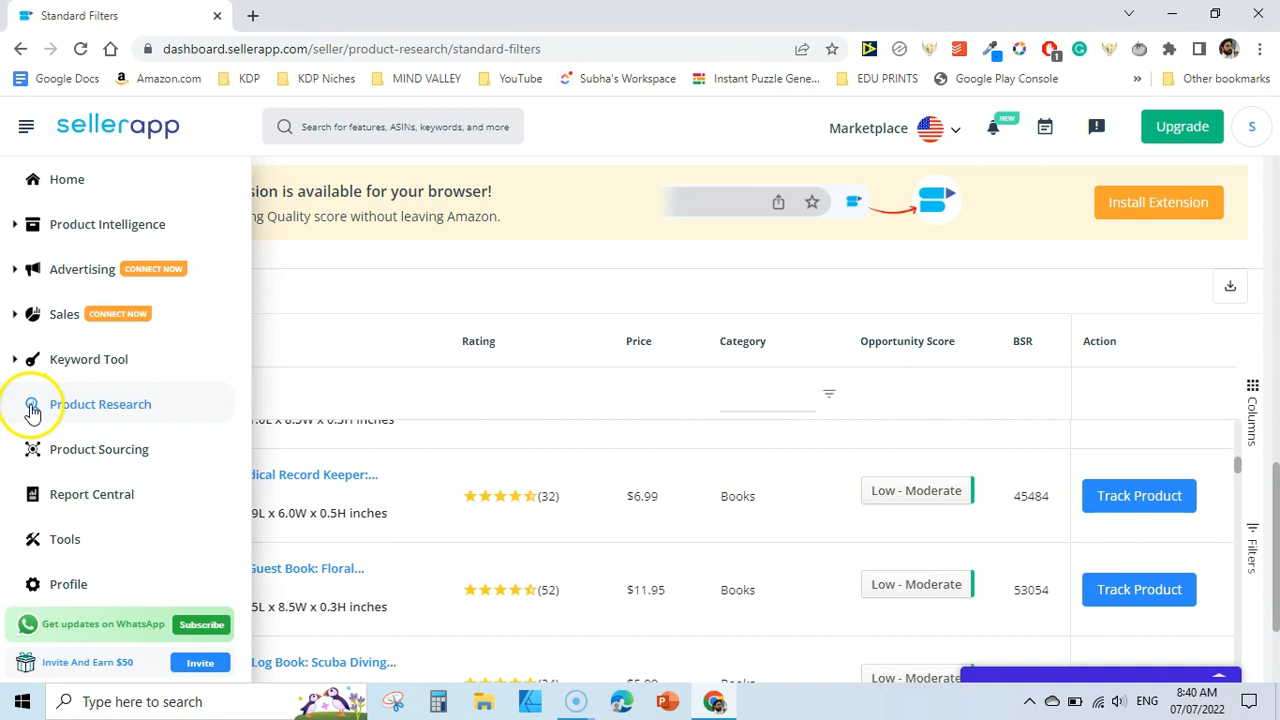 Standard Filters
dashboard.sellerapp.com/seller/product-research/standard-filters
1
Google Docs
Amazon.com
KDP
KDP Niches
MIND VALLEY
YouTube
Subha's Workspace
Instant Puzzle Gene...
EDU PRINTS
Google Play Console
»
Other bookmarks
sellerapp
Search for features, ASINs, keywords, and more
Marketplace
NEW
Upgrade
S
Home
Product Intelligence
Advertising CONNECT NOW
Sales CONNECT NOW
Keyword Tool
Product Research
Product Sourcing
Report Central
Tools
Profile
Get updates on WhatsApp Subscribe
Invite And Earn $50 Invite
sion is available for your browser!
ng Quality score without leaving Amazon.
Install Extension
Rating Price Category Opportunity Score BSR Action
Columns
Filters
dical Record Keeper:...
9L x 6.0W x 0.5H inches
(32) $6.99 Books Low - Moderate 45484 Track Product
Guest Book: Floral...
5L x 8.5W x 0.3H inches
(52) $11.95 Books Low - Moderate 53054 Track Product
Log Book: Scuba Diving...
Low - Moderate
Type here to search
ENG
8:40 AM
07/07/2022